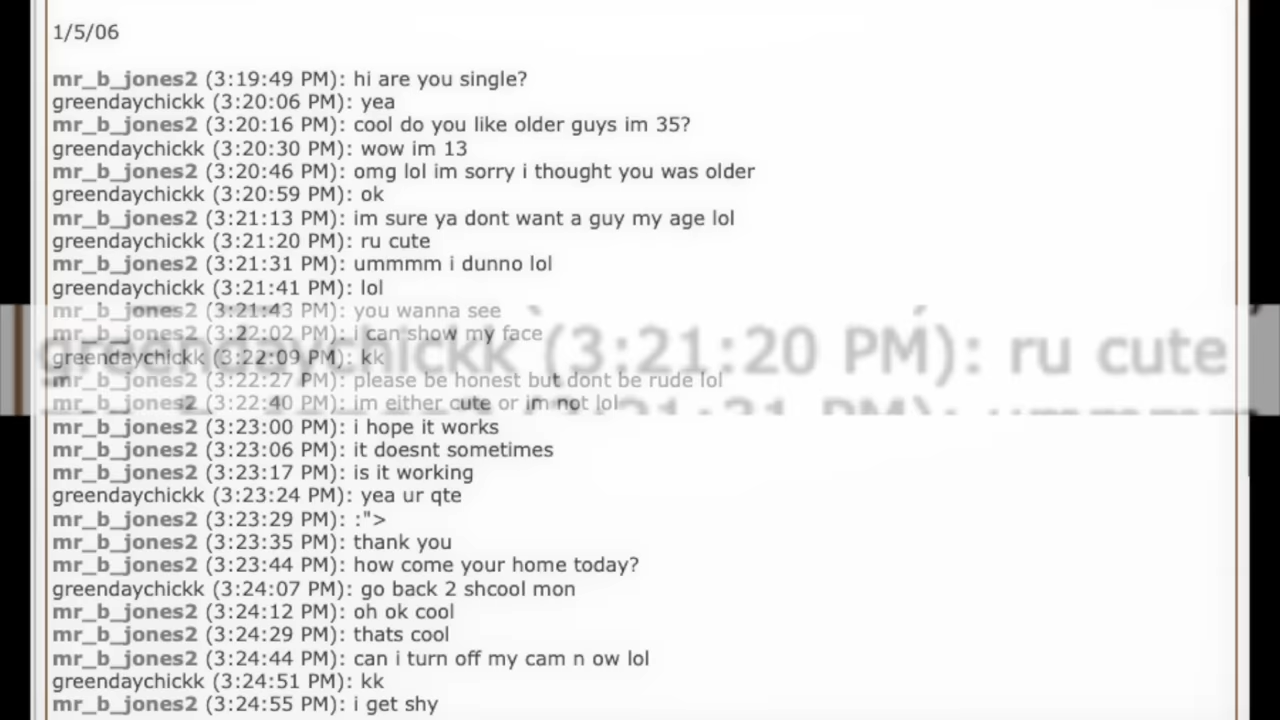 1/5/06
mr_b_jones2 (3:19:49 PM): hi are you single?
greendaychickk (3:20:06 PM): yea
mr_b_jones2 (3:20:16 PM): cool do you like older guys im 35?
greendaychickk (3:20:30 PM): wow im 13
mr_b_jones2 (3:20:46 PM): omg lol im sorry i thought you was older
greendaychickk (3:20:59 PM): ok
mr_b_jones2 (3:21:13 PM): im sure ya dont want a guy my age lol
greendaychickk (3:21:20 PM): ru cute
mr_b_jones2 (3:21:31 PM): ummmm i dunno lol
greendaychickk (3:21:41 PM): lol
mr_b_jones2 (3:21:43 PM): you wanna see
mr_b_jones2 (3:22:02 PM): i can show my face
greendaychickk (3:21:20 PM): ru cute
greendaychickk (3:22:09 PM): kk
mr_b_jones2 (3:22:27 PM): please be honest but dont be rude lol
mr_b_jones2 (3:22:40 PM): im either cute or im not lol
mr_b_jones2 (3:23:00 PM): i hope it works
mr_b_jones2 (3:23:06 PM): it doesnt sometimes
mr_b_jones2 (3:23:17 PM): is it working
greendaychickk (3:23:24 PM): yea ur qte
mr_b_jones2 (3:23:29 PM): :">
mr_b_jones2 (3:23:35 PM): thank you
mr_b_jones2 (3:23:44 PM): how come your home today?
greendaychickk (3:24:07 PM): go back 2 shcool mon
mr_b_jones2 (3:24:12 PM): oh ok cool
mr_b_jones2 (3:24:29 PM): thats cool
mr_b_jones2 (3:24:44 PM): can i turn off my cam n ow lol
greendaychickk (3:24:51 PM): kk
mr_b_jones2 (3:24:55 PM): i get shy